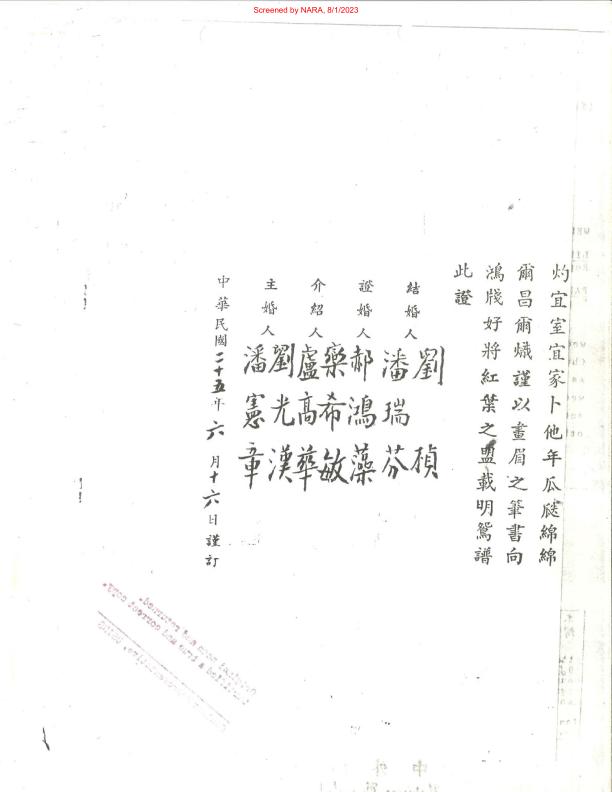 Screened by NARA, 8/1/2023
灼宜室宜家卜他年瓜瓞綿綿
爾昌爾熾謹以畫眉之筆書向
鴻牋好將紅葉之盟載明鴛譜
此證
結婚人 劉楨
潘瑞芬
證婚人 郝鴻藻
介紹人 欒希敏
盧高華
主婚人 劉光漢
潘憲章
中華民國二十五年六月十六日謹訂